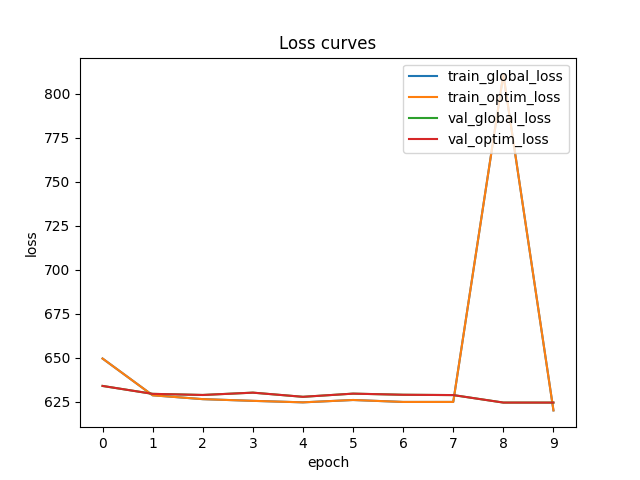 Loss curves
train_global_loss
train_optim_loss
val_global_loss
val_optim_loss
800
775
750
725
700
675
650
625
loss
0 1 2 3 4 5 6 7 8 9
epoch